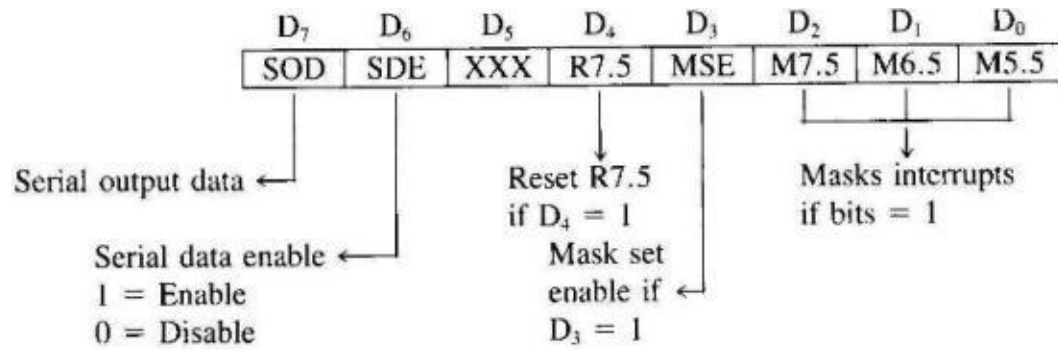 D₇ D₆ D₅ D₄ D₃ D₂ D₁ D₀
SOD SDE XXX R7.5 MSE M7.5 M6.5 M5.5
Serial output data
Reset R7.5
if D₄ = 1
Masks interrupts
if bits = 1
Serial data enable
1 = Enable
0 = Disable
Mask set
enable if
D₃ = 1